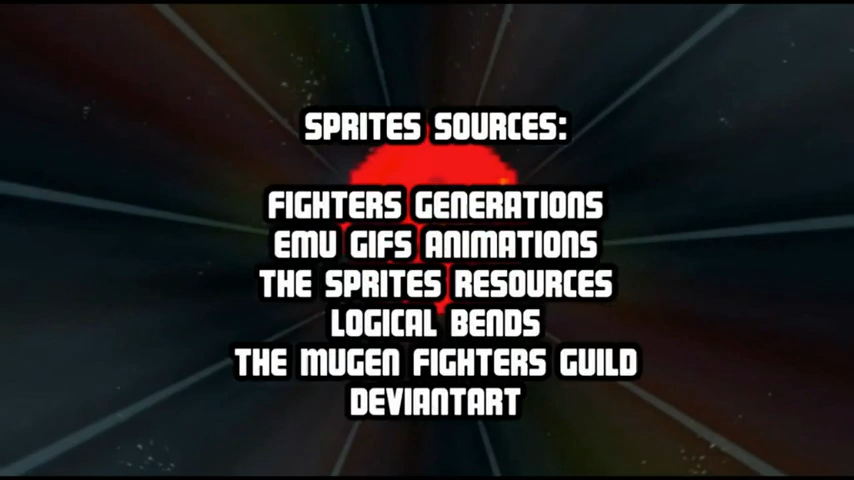 SPRITES SOURCES:
FIGHTERS GENERATIONS
EMU GIFS ANIMATIONS
THE SPRITES RESOURCES
LOGICAL BENDS
THE MUGEN FIGHTERS GUILD
DEVIANTART